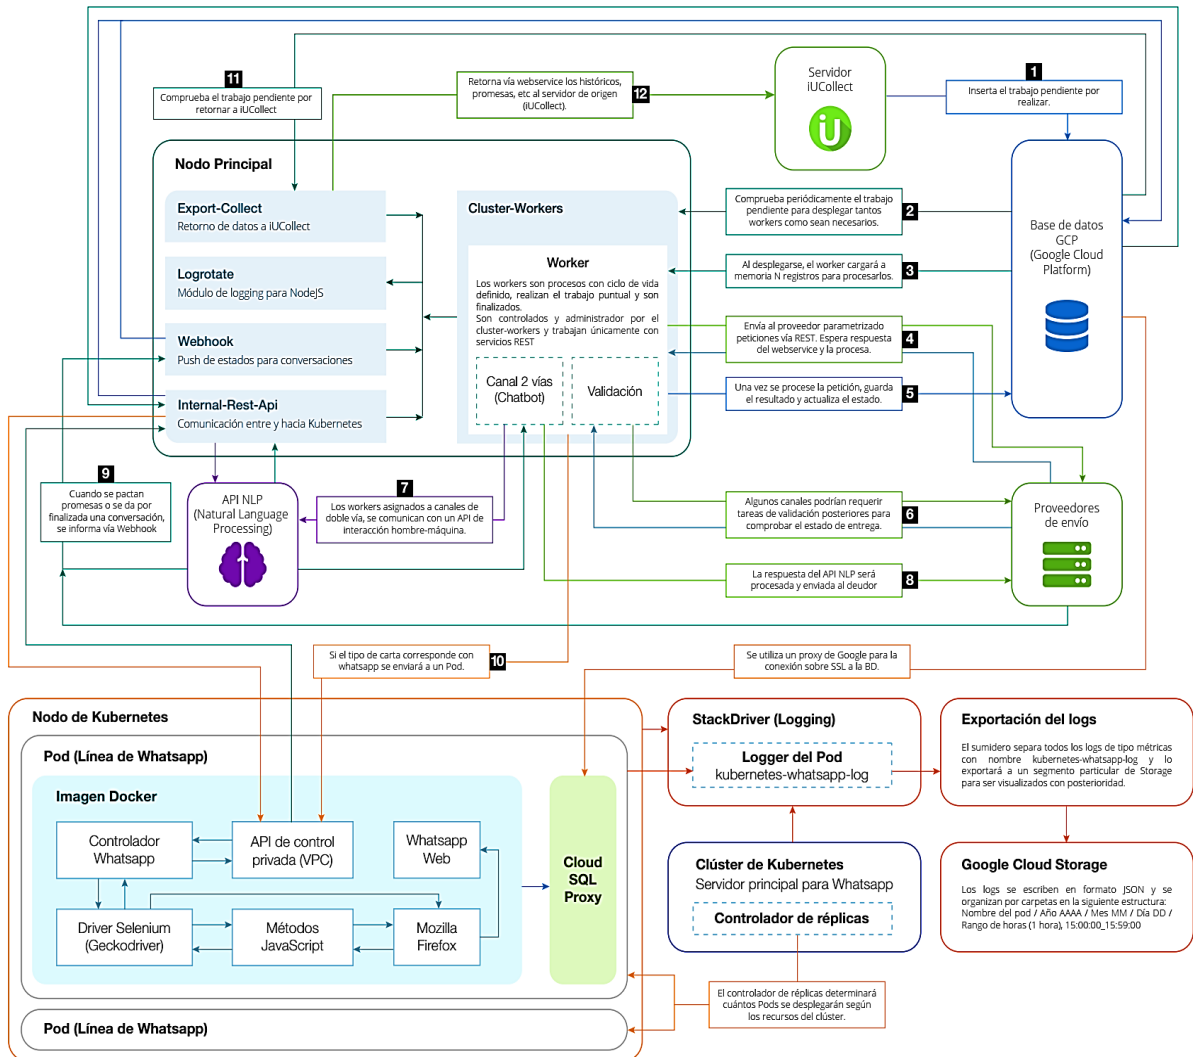 11
Comprueba el trabajo pendiente por
retornar a iUCollect
Retorna vía webservice los históricos,
promesas, etc al servidor de origen
(iUCollect).
12
Servidor
iUCollect
iU
1
Inserta el trabajo pendiente por
realizar.
Nodo Principal
Export-Collect
Retorno de datos a iUCollect
Logrotate
Módulo de logging para NodeJS
Webhook
Push de estados para conversaciones
Internal-Rest-Api
Comunicación entre y hacia Kubernetes
Cluster-Workers
Worker
Los workers son procesos con ciclo de vida
definido, realizan el trabajo puntual y son
finalizados.
Son controlados y administrador por el
cluster-workers y trabajan únicamente con
servicios REST
Canal 2 vías
(Chatbot)
Validación
Comprueba periódicamente el trabajo
pendiente para desplegar tantos
workers como sean necesarios.
2
Al desplegarse, el worker cargará a
memoria N registros para procesarlos.
3
Envía al proveedor parametrizado
peticiones vía REST. Espera respuesta
del webservice y la procesa.
4
Una vez se procese la petición, guarda
el resultado y actualiza el estado.
5
Base de datos
GCP
(Google Cloud
Platform)
9
Cuando se pactan
promesas o se da por
finalizada una conversación,
se informa vía Webhook
API NLP
(Natural Language
Processing)
7
Los workers asignados a canales de
doble vía, se comunican con un API de
interacción hombre-máquina.
Algunos canales podrían requerir
tareas de validación posteriores para
comprobar el estado de entrega.
6
La respuesta del API NLP será
procesada y enviada al deudor
8
Proveedores
de envío
Si el tipo de carta corresponde con
whatsapp se enviará a un Pod.
10
Se utiliza un proxy de Google para la
conexión sobre SSL a la BD.
Nodo de Kubernetes
Pod (Línea de Whatsapp)
Imagen Docker
Controlador
Whatsapp
API de control
privada (VPC)
Whatsapp
Web
Driver Selenium
(Geckodriver)
Métodos
JavaScript
Mozilla
Firefox
Cloud
SQL
Proxy
Pod (Línea de Whatsapp)
StackDriver (Logging)
Logger del Pod
kubernetes-whatsapp-log
Exportación del logs
El sumidero separa todos los logs de tipo métricas
con nombre kubernetes-whatsapp-log y lo
exportará a un segmento particular de Storage
para ser visualizados con posterioridad.
Clúster de Kubernetes
Servidor principal para Whatsapp
Controlador de réplicas
Google Cloud Storage
Los logs se escriben en formato JSON y se
organizan por carpetas en la siguiente estructura:
Nombre del pod / Año AAAA / Mes MM / Día DD /
Rango de horas (1 hora), 15:00:00_15:59:00
El controlador de réplicas determinará
cuántos Pods se desplegarán según
los recursos del clúster.